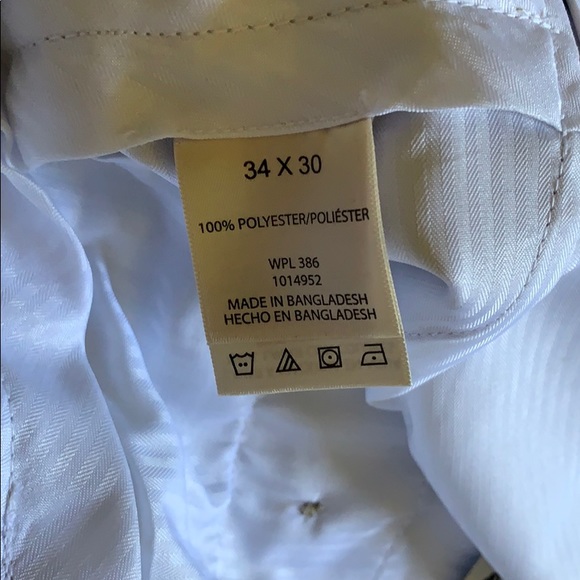 34 X 30
100% POLYESTER/POLIÉSTER
WPL 386
1014952
MADE IN BANGLADESH
HECHO EN BANGLADESH